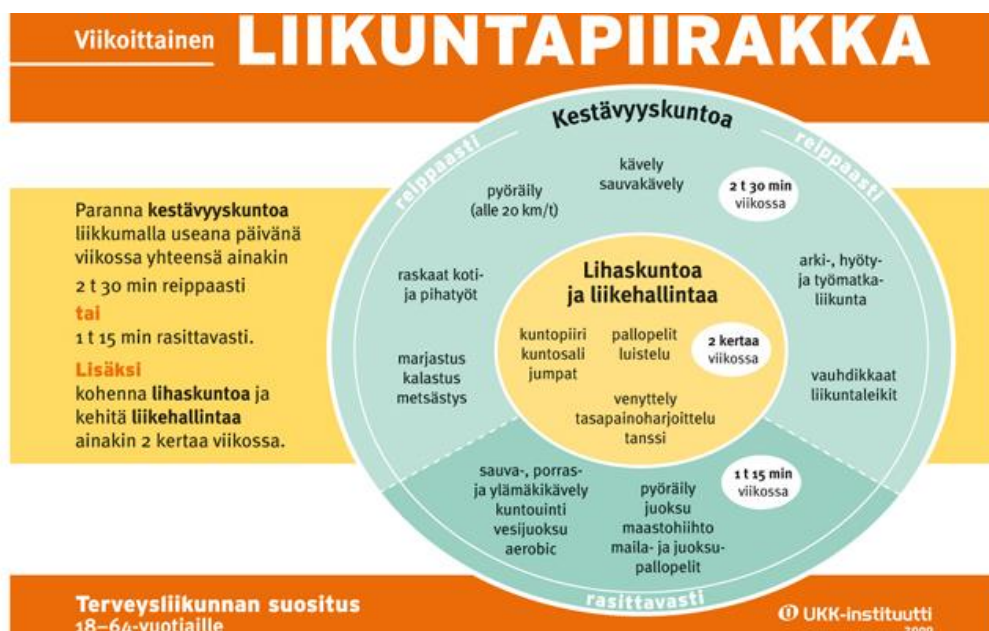 Viikoittainen LIIKUNTAPIIRAKKA
Paranna kestävyyskuntoa
liikkumalla useana päivänä
viikossa yhteensä ainakin
2 t 30 min reippaasti
tai
1 t 15 min rasittavasti.
Lisäksi
kohenna lihaskuntoa ja
kehitä liikehallintaa
ainakin 2 kertaa viikossa.
Kestävyyskuntoa
reippaasti
reippaasti
kävely
sauvakävely
2 t 30 min
viikossa
pyöräily
(alle 20 km/t)
raskaat koti-
ja pihatyöt
arki-, hyöty-
ja työmatka-
liikunta
marjastus
kalastus
metsästys
vauhdikkaat
liikuntaleikit
Lihaskuntoa
ja liikehallintaa
kuntopiiri
kuntosali
jumpat
pallopelit
luistelu
2 kertaa
viikossa
venyttely
tasapainoharjoittelu
tanssi
sauva-, porras-
ja ylämäkikävely
kuntouinti
vesijuoksu
aerobic
pyöräily
juoksu
maastohiihto
maila- ja juoksu-
pallopelit
1 t 15 min
viikossa
rasittavasti
Terveysliikunnan suositus
18–64-vuotiaille
UKK-instituutti
2009